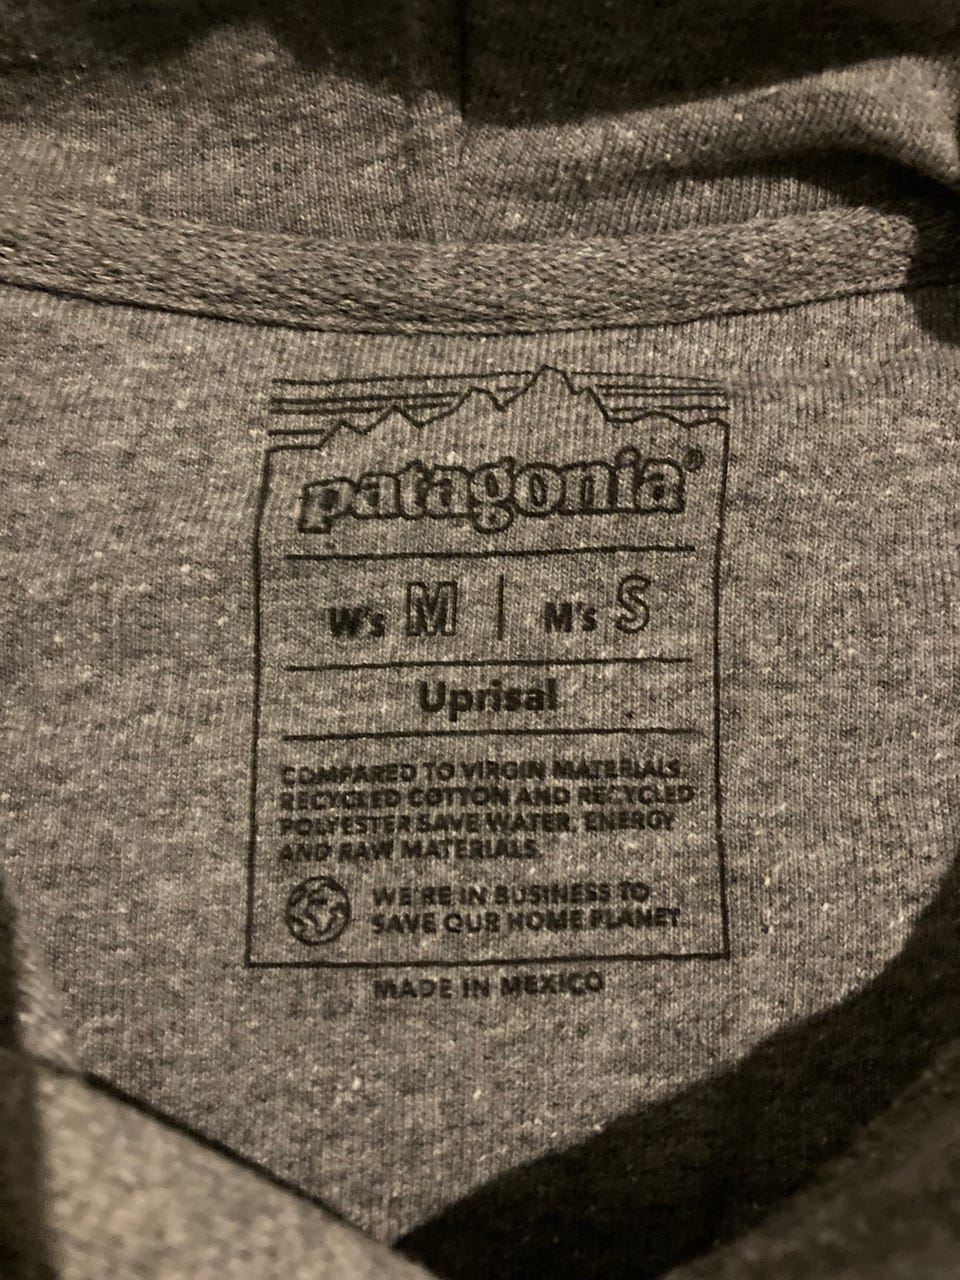 patagonia®
W's M | M's S
Uprisal
COMPARED TO VIRGIN MATERIALS,
RECYCLED COTTON AND RECYCLED
POLYESTER SAVE WATER, ENERGY
AND RAW MATERIALS.
WE'RE IN BUSINESS TO
SAVE OUR HOME PLANET.
MADE IN MEXICO